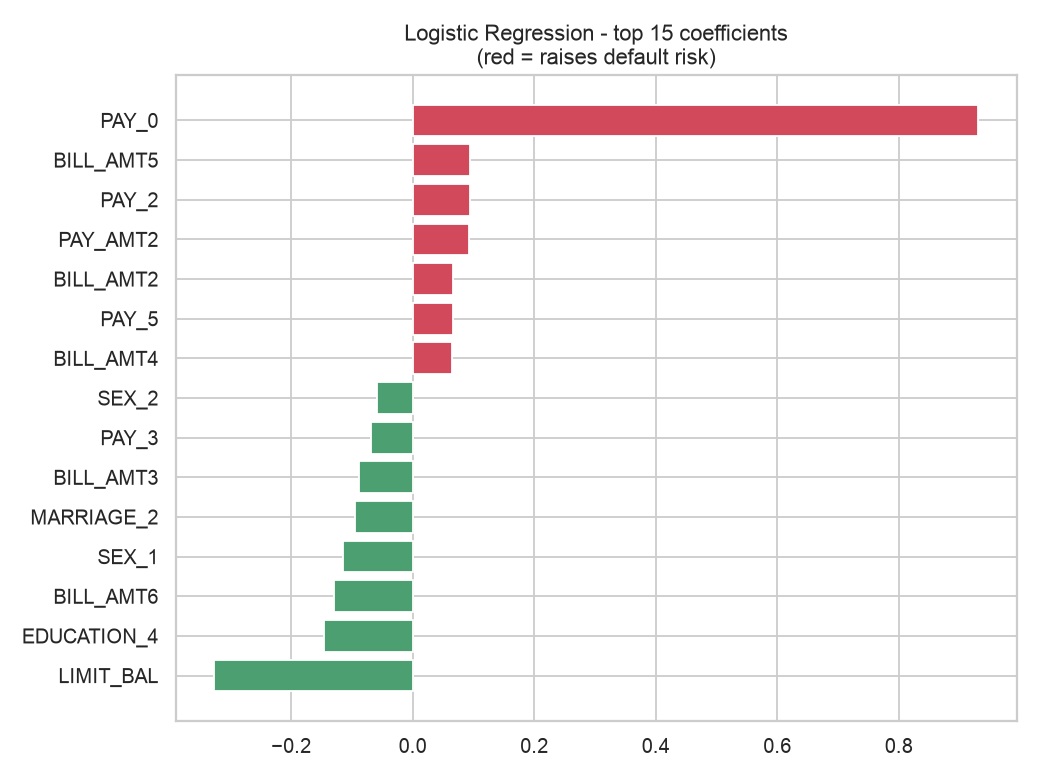 Logistic Regression - top 15 coefficients
(red = raises default risk)
PAY_0
BILL_AMT5
PAY_2
PAY_AMT2
BILL_AMT2
PAY_5
BILL_AMT4
SEX_2
PAY_3
BILL_AMT3
MARRIAGE_2
SEX_1
BILL_AMT6
EDUCATION_4
LIMIT_BAL
−0.2 0.0 0.2 0.4 0.6 0.8